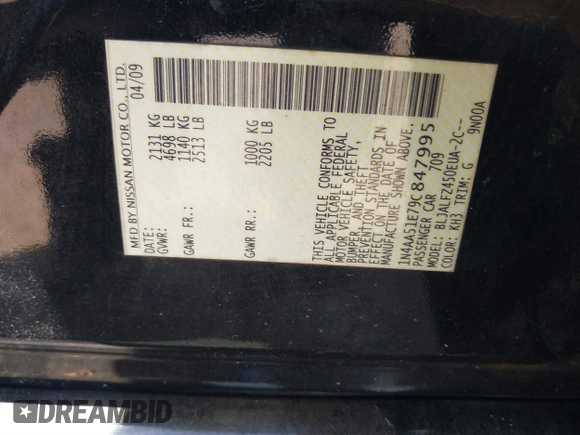 MFD BY NISSAN MOTOR CO., LTD.
DATE: 04/09
GVWR: 2131 KG
4698 LB
GAWR FR.: 1140 KG
2513 LB
GAWR RR.: 1000 KG
2205 LB
THIS VEHICLE CONFORMS TO
ALL APPLICABLE FEDERAL
MOTOR VEHICLE SAFETY,
BUMPER, AND THEFT
PREVENTION STANDARDS IN
EFFECT ON THE DATE OF
MANUFACTURE SHOWN ABOVE.
1N4AA51E79C847995
PASSENGER CAR 709
MODEL: BLJALFZ450EUA-2C--
COLOR: KH3 TRIM: G 9N00A
DREAMBID